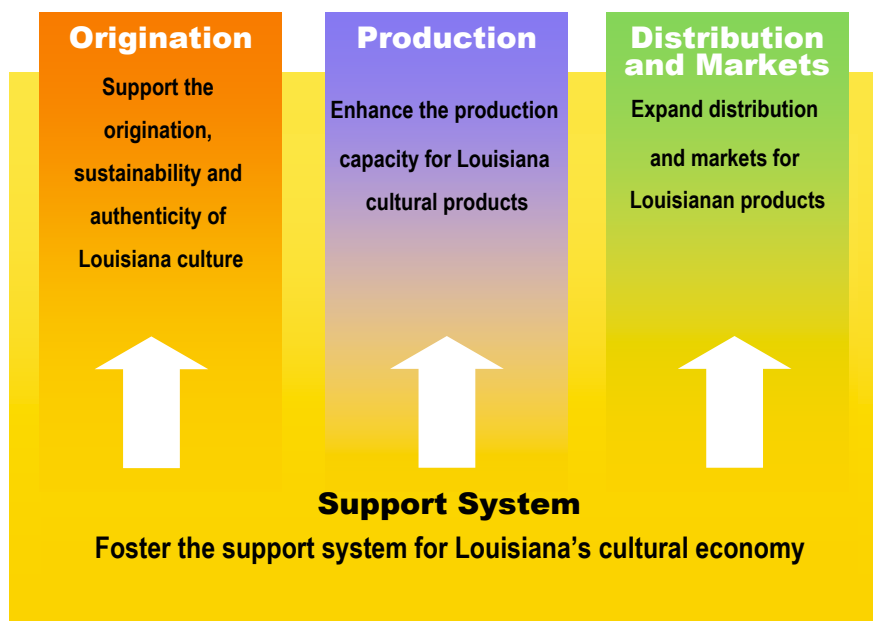 Origination
Support the
origination,
sustainability and
authenticity of
Louisiana culture
Production
Enhance the production
capacity for Louisiana
cultural products
Distribution
and Markets
Expand distribution
and markets for
Louisianan products
Support System
Foster the support system for Louisiana's cultural economy